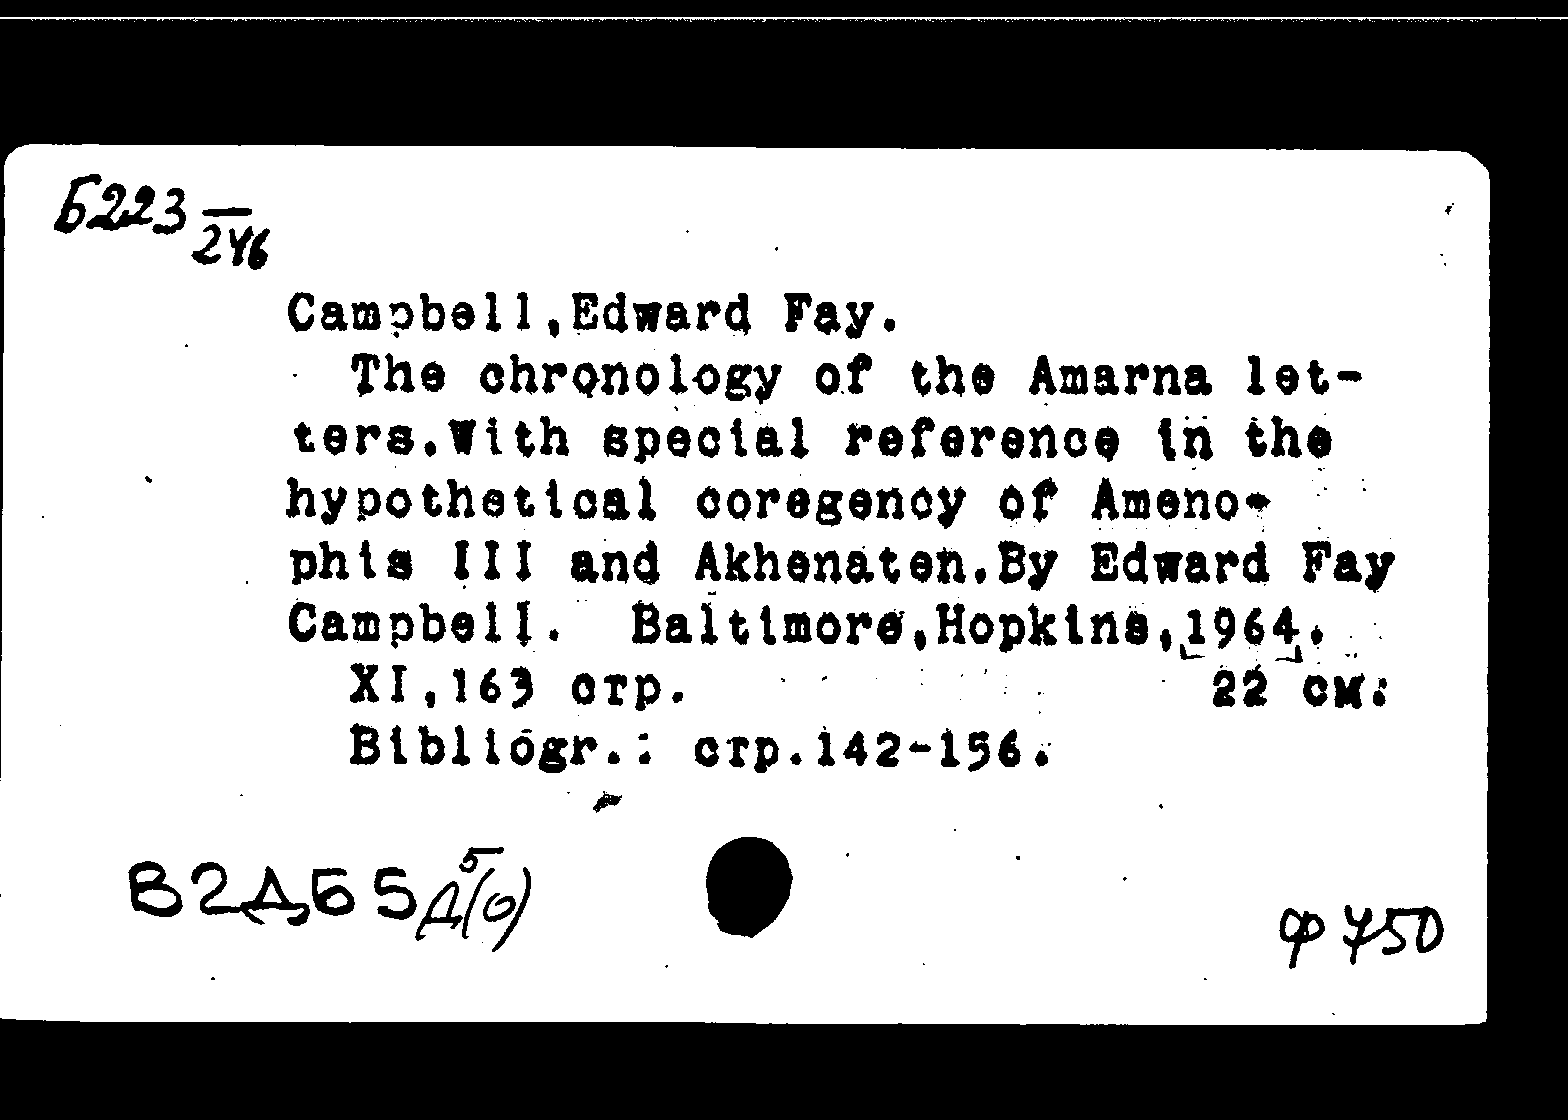 Б223
246
Campbell,Edward Fay.
The chronology of the Amarna let-
ters.With special reference in the
hypothetical coregency of Ameno-
phis III and Akhenaten.By Edward Fay
Campbell. Baltimore,Hopkins,[1964].
XI,163 стр. 22 см.
Bibliogr.: стр.142-156.
В2ДБ5Д5(0)
ф 750